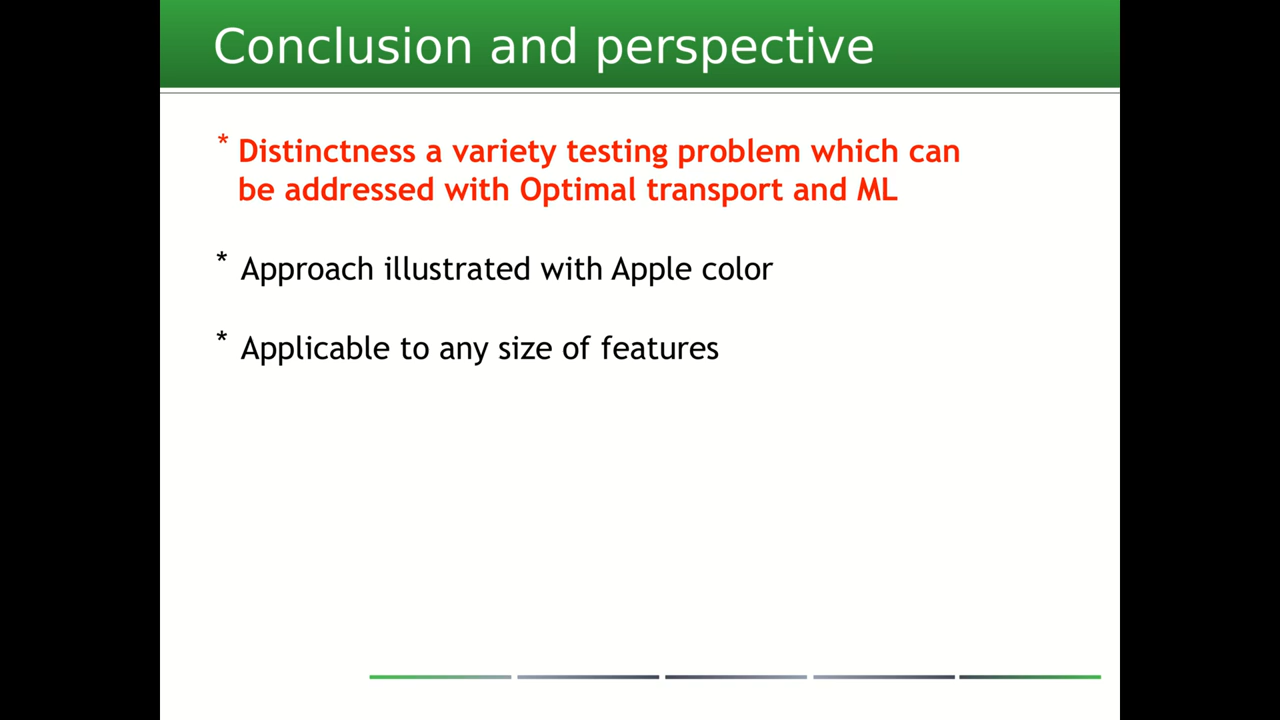 Conclusion and perspective
* Distinctness a variety testing problem which can
be addressed with Optimal transport and ML
* Approach illustrated with Apple color
* Applicable to any size of features